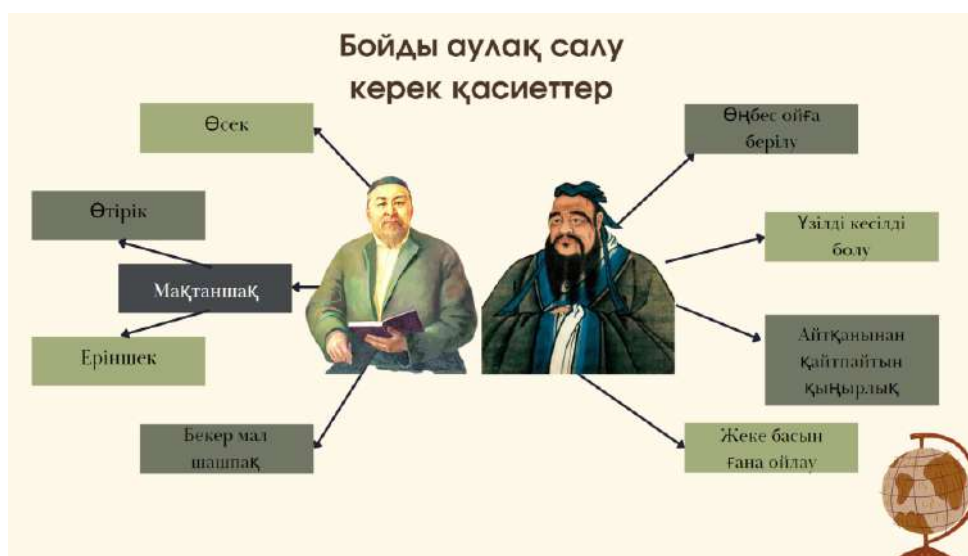 Бойды аулақ салу
керек қасиеттер
Өсек
Өтірік
Мақтаншақ
Еріншек
Бекер мал
шашпақ
Өңбес ойға
берілу
Үзілді кесілді
болу
Айтқанынан
қайтпайтын
қыңырлық
Жеке басын
ғана ойлау